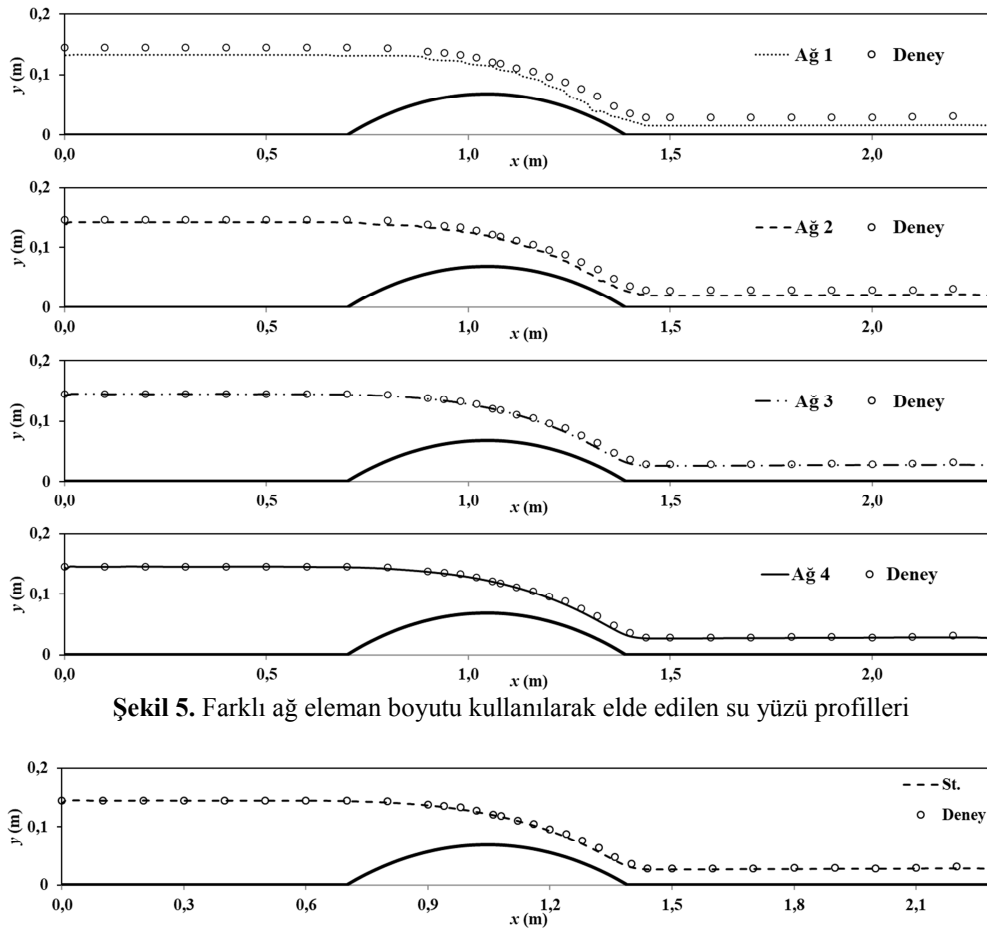 0,2
y (m)
0,1
0
Ağ 1
Deney
0,0
0,5
1,0
1,5
2,0
x (m)
0,2
y (m)
0,1
0
Ağ 2
Deney
0,0
0,5
1,0
1,5
2,0
x (m)
0,2
y (m)
0,1
0
Ağ 3
Deney
0,0
0,5
1,0
1,5
2,0
x (m)
0,2
y (m)
0,1
0
Ağ 4
Deney
0,0
0,5
1,0
1,5
2,0
x (m)
Şekil 5. Farklı ağ eleman boyutu kullanılarak elde edilen su yüzü profilleri
0,2
y (m)
0,1
0
St.
Deney
0,0
0,3
0,6
0,9
1,2
1,5
1,8
2,1
x (m)